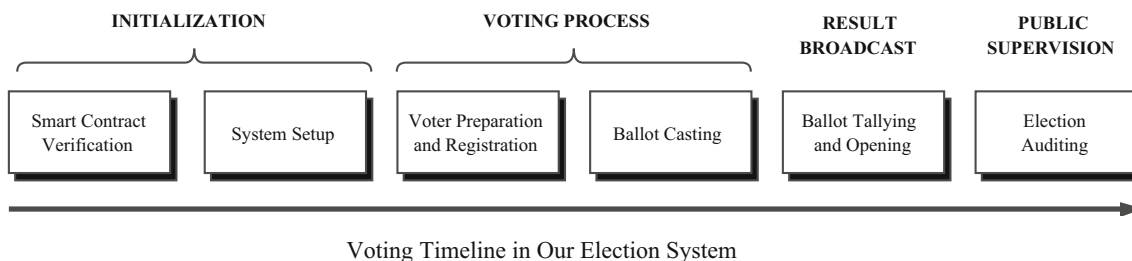 INITIALIZATION
VOTING PROCESS
RESULT
BROADCAST
PUBLIC
SUPERVISION
Smart Contract
Verification
System Setup
Voter Preparation
and Registration
Ballot Casting
Ballot Tallying
and Opening
Election
Auditing
Voting Timeline in Our Election System